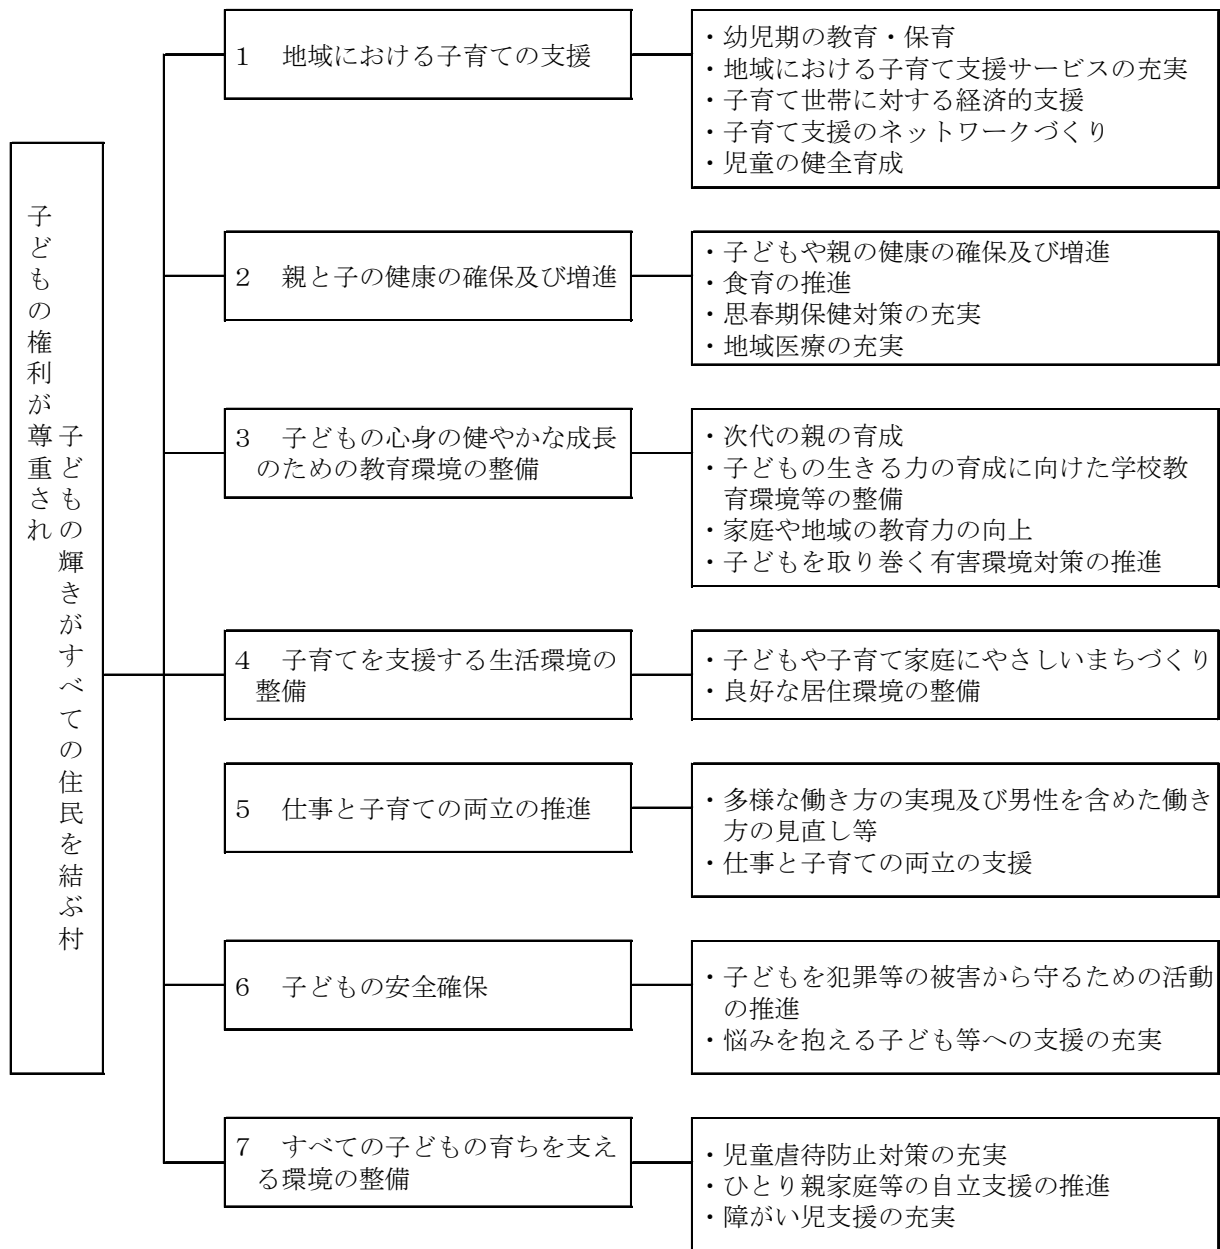 子どもの権利が尊重され
子どもの輝きがすべての住民を結ぶ村
1　地域における子育ての支援
・幼児期の教育・保育
・地域における子育て支援サービスの充実
・子育て世帯に対する経済的支援
・子育て支援のネットワークづくり
・児童の健全育成
2　親と子の健康の確保及び増進
・子どもや親の健康の確保及び増進
・食育の推進
・思春期保健対策の充実
・地域医療の充実
3　子どもの心身の健やかな成長
のための教育環境の整備
・次代の親の育成
・子どもの生きる力の育成に向けた学校教
育環境等の整備
・家庭や地域の教育力の向上
・子どもを取り巻く有害環境対策の推進
4　子育てを支援する生活環境の
整備
・子どもや子育て家庭にやさしいまちづくり
・良好な居住環境の整備
5　仕事と子育ての両立の推進
・多様な働き方の実現及び男性を含めた働き
方の見直し等
・仕事と子育ての両立の支援
6　子どもの安全確保
・子どもを犯罪等の被害から守るための活動
の推進
・悩みを抱える子ども等への支援の充実
7　すべての子どもの育ちを支え
る環境の整備
・児童虐待防止対策の充実
・ひとり親家庭等の自立支援の推進
・障がい児支援の充実